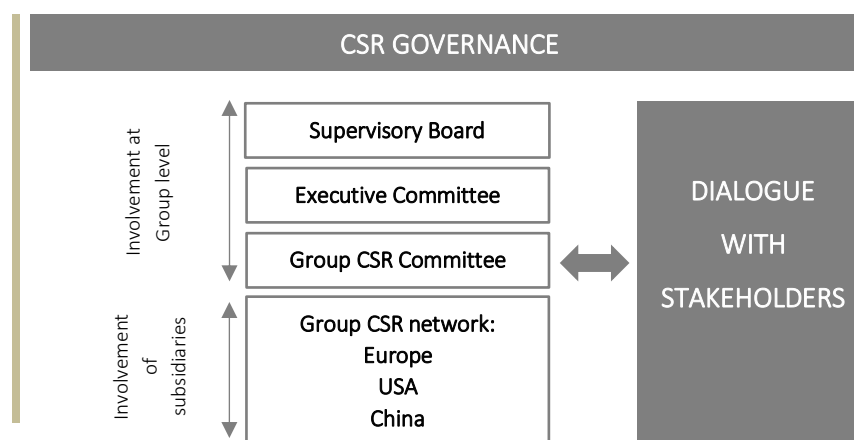 CSR GOVERNANCE
Involvement at
Group level
Supervisory Board
Executive Committee
Group CSR Committee
DIALOGUE
WITH
STAKEHOLDERS
Involvement
of
subsidiaries
Group CSR network:
Europe
USA
China